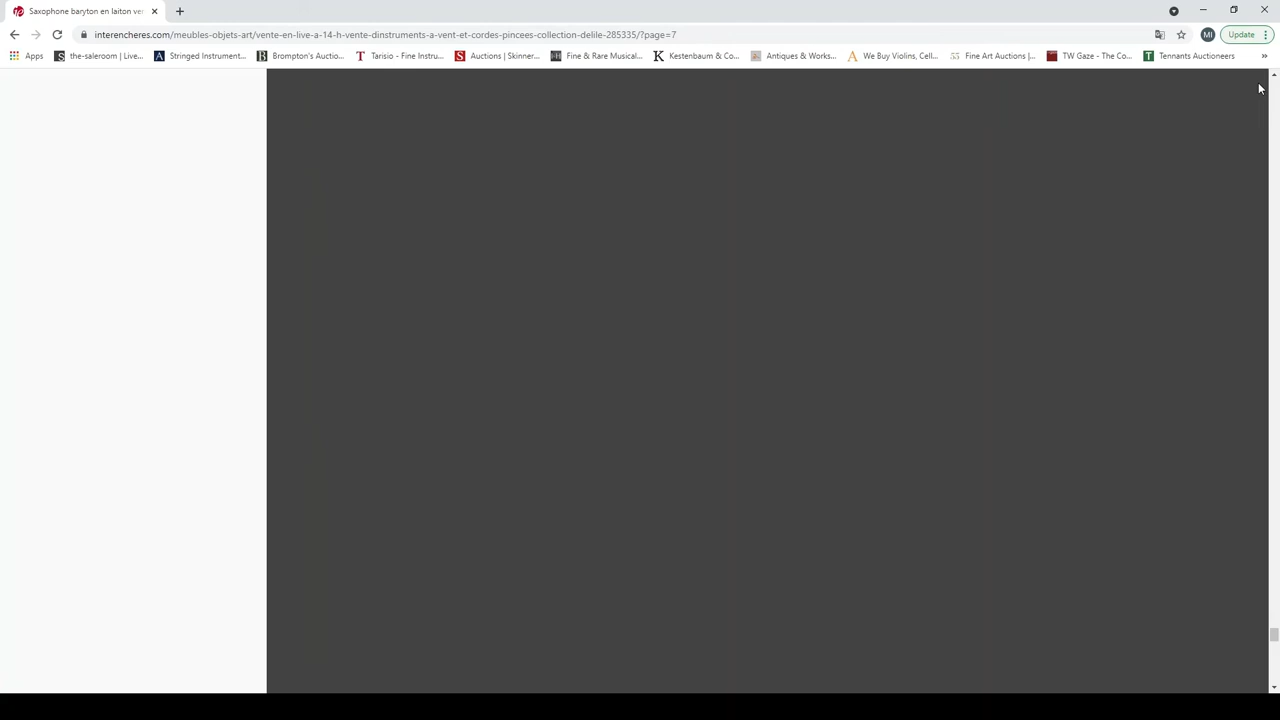 Saxophone baryton en laiton ver
interencheres.com/meubles-objets-art/vente-en-live-a-14-h-vente-dinstruments-a-vent-et-cordes-pincees-collection-delile-285335/?page=7
MI
Update
Apps
S the-saleroom | Live...
A Stringed Instrument...
B Brompton's Auctio...
T Tarisio - Fine Instru...
S Auctions | Skinner...
Fine & Rare Musical...
K Kestenbaum & Co...
Antiques & Works...
A We Buy Violins, Cell...
Fine Art Auctions |...
TW Gaze - The Co...
T Tennants Auctioneers
»